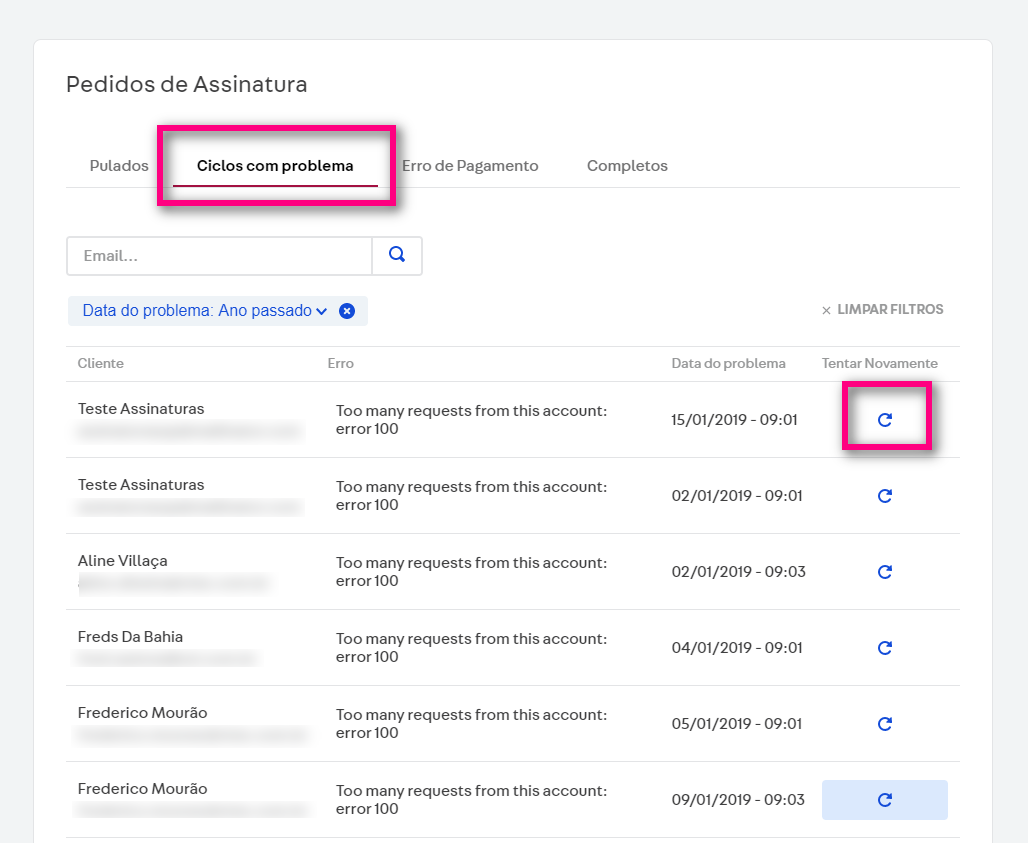 Pedidos de Assinatura
Pulados Ciclos com problema Erro de Pagamento Completos
Email...
Data do problema: Ano passado LIMPAR FILTROS
Cliente Erro Data do problema Tentar Novamente
Teste Assinaturas Too many requests from this account: 15/01/2019 - 09:01
error 100
Teste Assinaturas Too many requests from this account: 02/01/2019 - 09:01
error 100
Aline Villaça Too many requests from this account: 02/01/2019 - 09:03
error 100
Freds Da Bahia Too many requests from this account: 04/01/2019 - 09:01
error 100
Frederico Mourão Too many requests from this account: 05/01/2019 - 09:01
error 100
Frederico Mourão Too many requests from this account: 09/01/2019 - 09:03
error 100